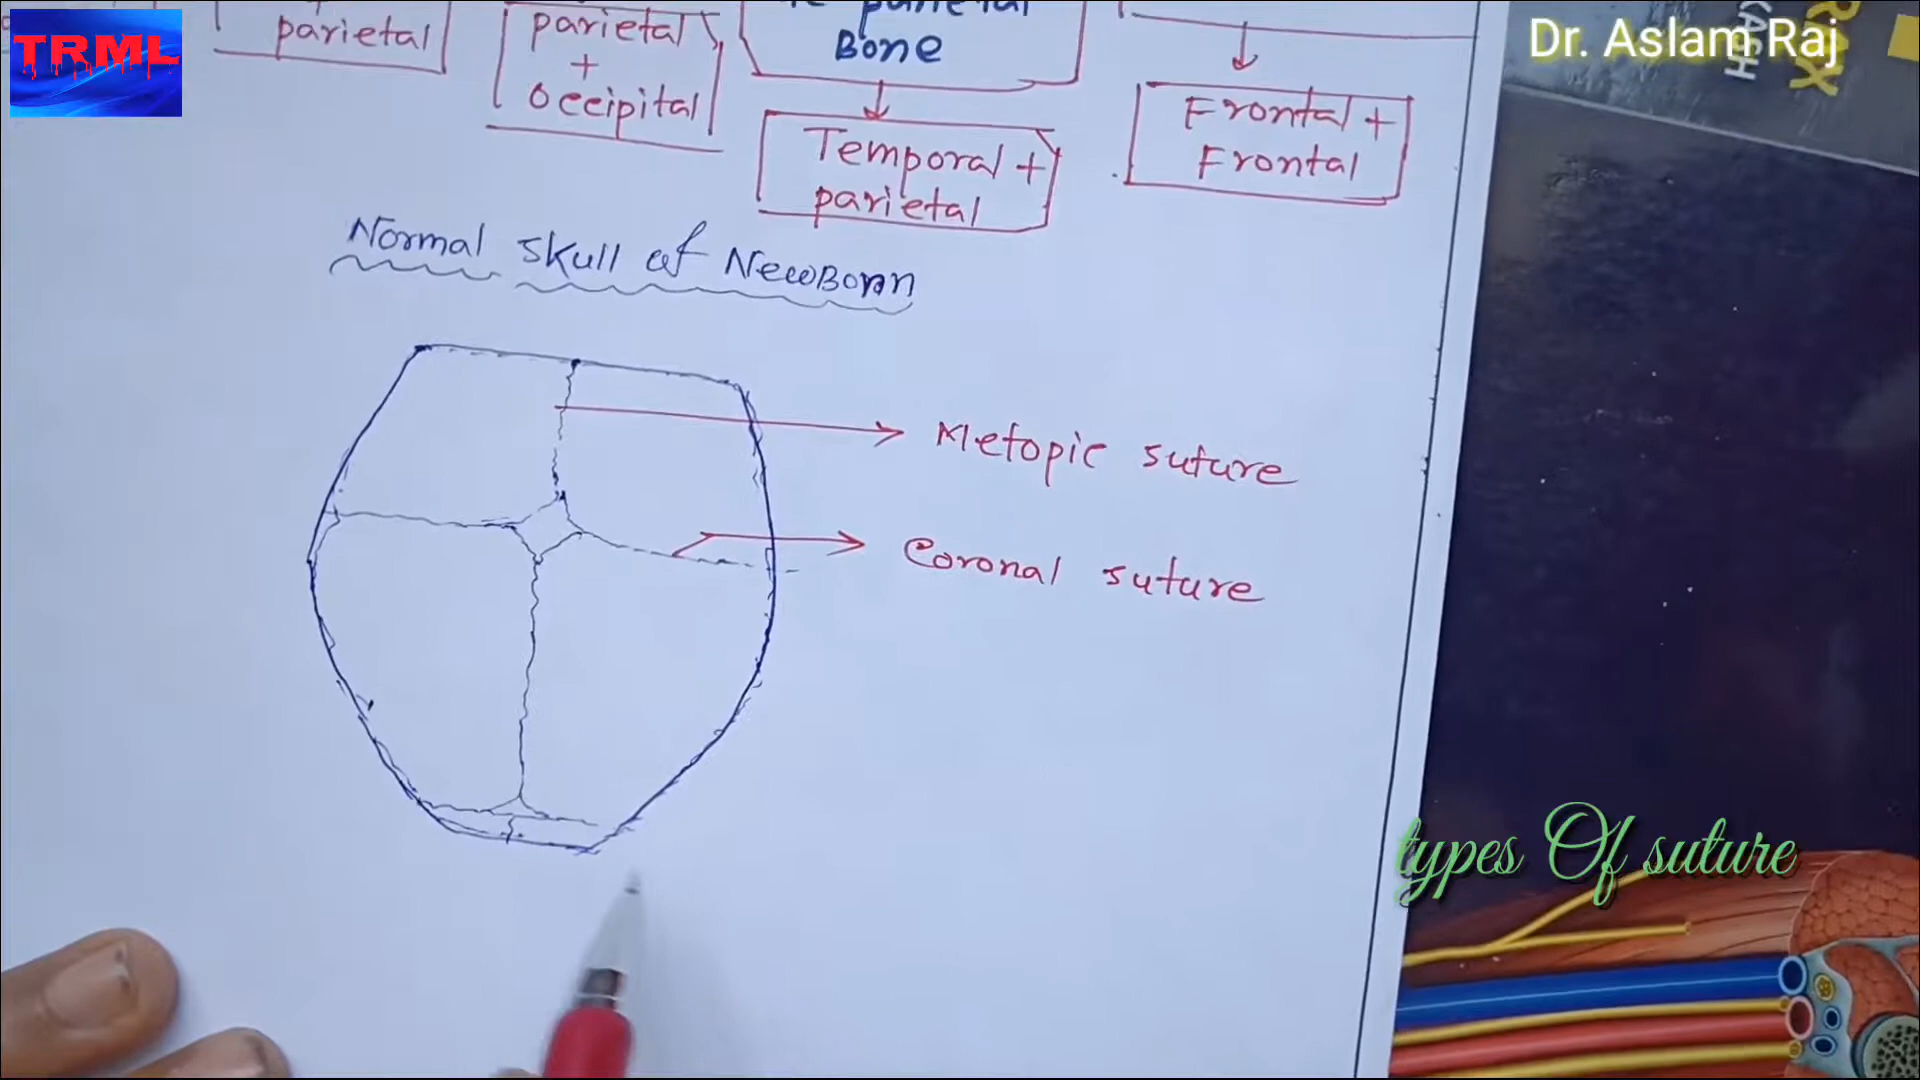 TRML
Dr. Aslam Raj
parietal
parietal
+
Occipital
Bone
Temporal +
parietal
Frontal +
Frontal
Normal skull of NewBorn
Metopic suture
Coronal suture
types Of suture